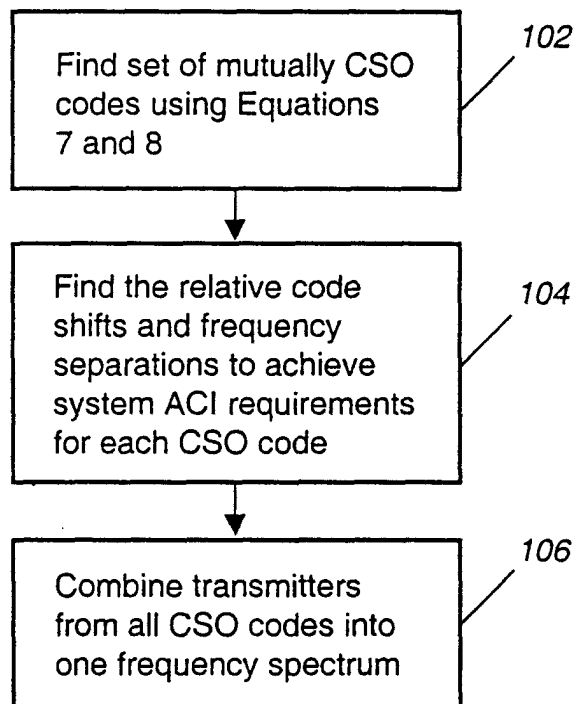 102
Find set of mutually CSO
codes using Equations
7 and 8
104
Find the relative code
shifts and frequency
separations to achieve
system ACI requirements
for each CSO code
106
Combine transmitters
from all CSO codes into
one frequency spectrum